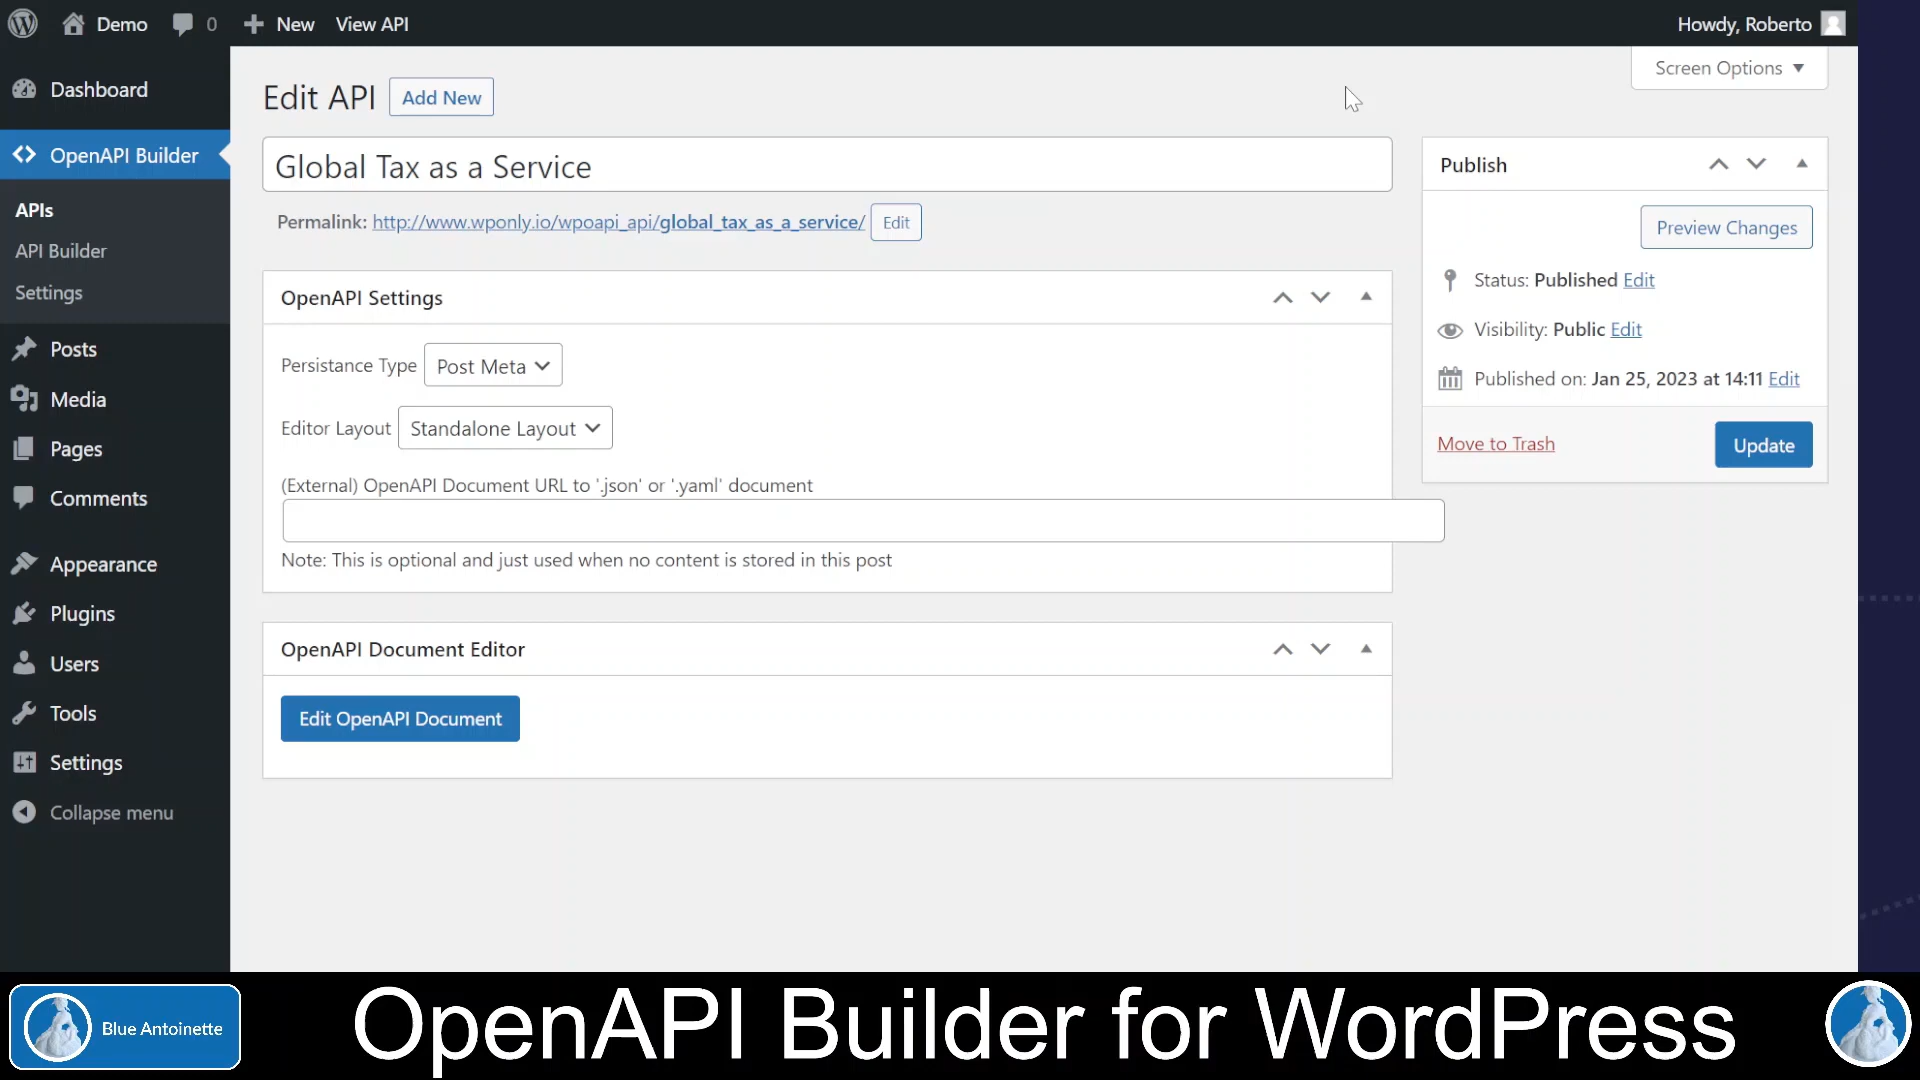 Demo
0
New
View API
Howdy, Roberto
Screen Options
Dashboard
OpenAPI Builder
APIs
API Builder
Settings
Posts
Media
Pages
Comments
Appearance
Plugins
Users
Tools
Settings
Collapse menu
Edit API
Add New
Global Tax as a Service
Permalink: http://www.wponly.io/wpoapi_api/global_tax_as_a_service/ Edit
OpenAPI Settings
Persistance Type Post Meta
Editor Layout Standalone Layout
(External) OpenAPI Document URL to '.json' or '.yaml' document
Note: This is optional and just used when no content is stored in this post
OpenAPI Document Editor
Edit OpenAPI Document
Publish
Preview Changes
Status: Published Edit
Visibility: Public Edit
Published on: Jan 25, 2023 at 14:11 Edit
Move to Trash
Update
Blue Antoinette
OpenAPI Builder for WordPress